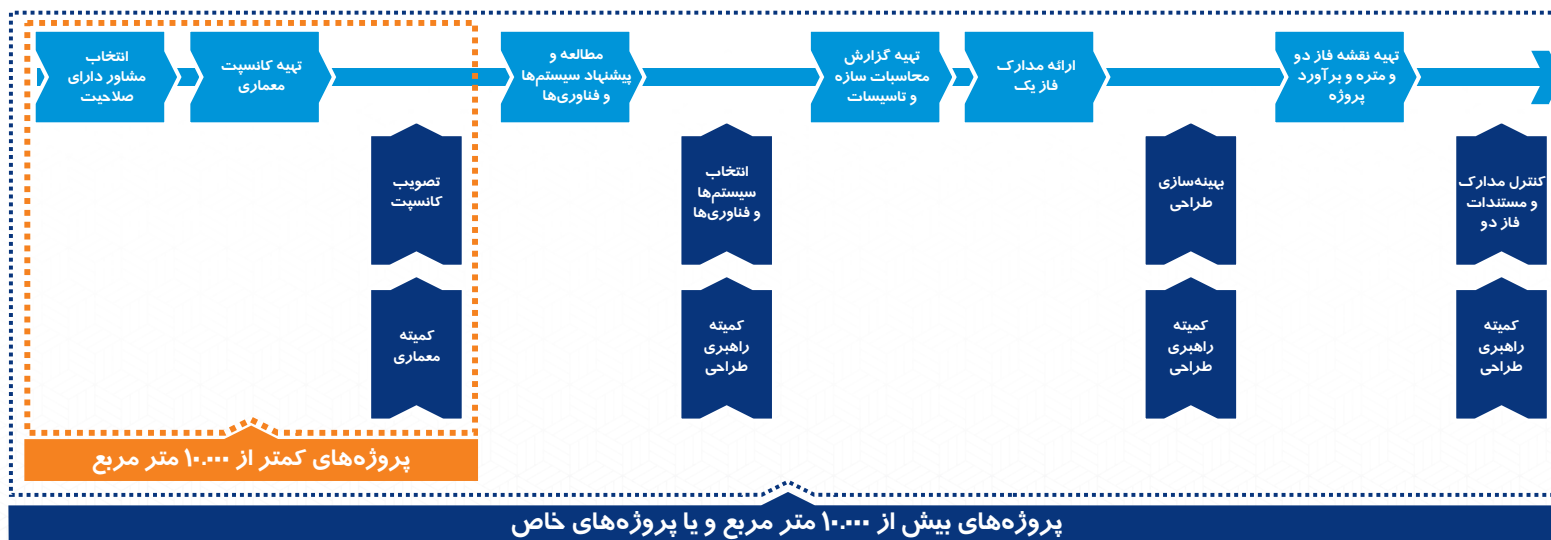 انتخاب
مشاور دارای
صلاحیت
تهیه کانسپت
معماری
مطالعه و
پیشنهاد سیستم‌ها
و فناوری‌ها
تهیه گزارش
محاسبات سازه
و تاسیسات
ارائه مدارک
فاز یک
تهیه نقشه فاز دو
و متره و برآورد
پروژه
تصویب
کانسپت
انتخاب
سیستم‌ها
و فناوری‌ها
بهینه‌سازی
طراحی
کنترل مدارک
و مستندات
فاز دو
کمیته
معماری
کمیته
راهبری
طراحی
کمیته
راهبری
طراحی
کمیته
راهبری
طراحی
پروژه‌های کمتر از ۱۰.۰۰۰ متر مربع
پروژه‌های بیش از ۱۰.۰۰۰ متر مربع و یا پروژه‌های خاص